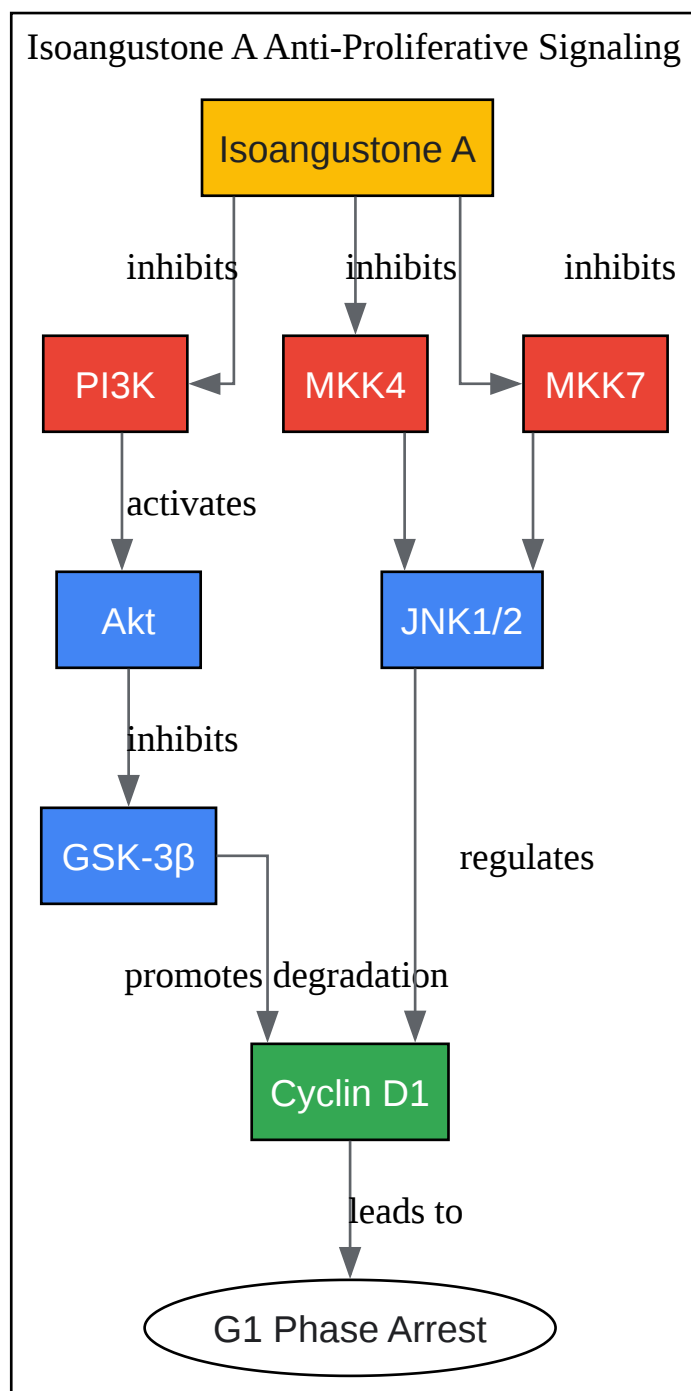 Isoangustone A Anti-Proliferative Signaling
Isoangustone A
inhibits
inhibits
inhibits
PI3K
MKK4
MKK7
activates
Akt
JNK1/2
inhibits
GSK-3β
regulates
promotes degradation
Cyclin D1
leads to
G1 Phase Arrest